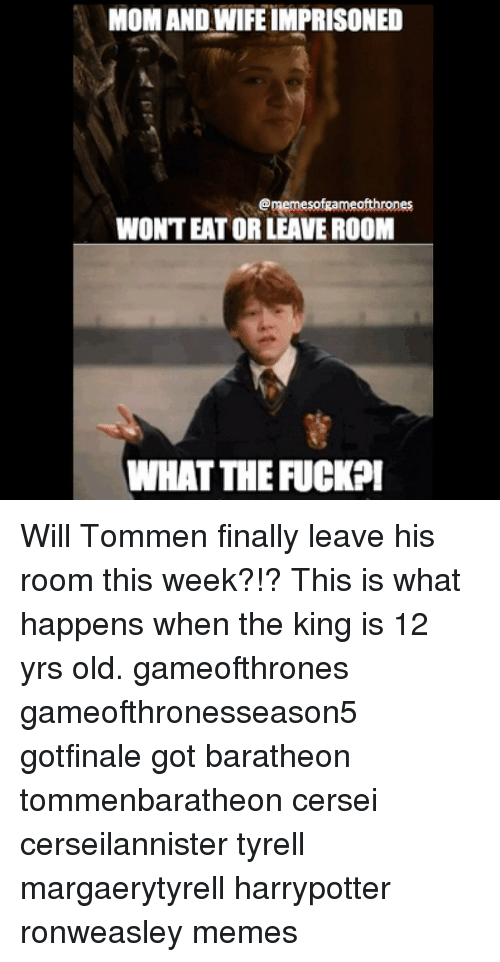 MOM AND WIFE IMPRISONED
@memesofgameofthrones
WON'T EAT OR LEAVE ROOM
WHAT THE FUCK?!
Will Tommen finally leave his
room this week?!? This is what
happens when the king is 12
yrs old. gameofthrones
gameofthronesseason5
gotfinale got baratheon
tommenbaratheon cersei
cerseilannister tyrell
margaerytyrell harrypotter
ronweasley memes